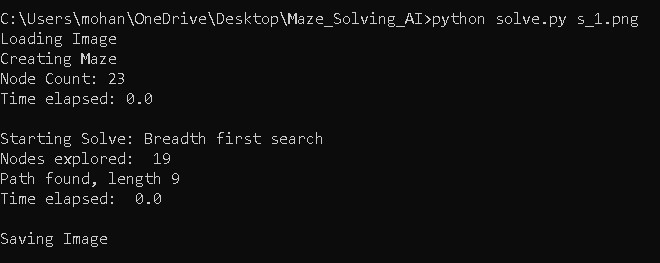 C:\Users\mohan\OneDrive\Desktop\Maze_Solving_AI>python solve.py s_1.png
Loading Image
Creating Maze
Node Count: 23
Time elapsed: 0.0
Starting Solve: Breadth first search
Nodes explored:  19
Path found, length 9
Time elapsed:  0.0
Saving Image